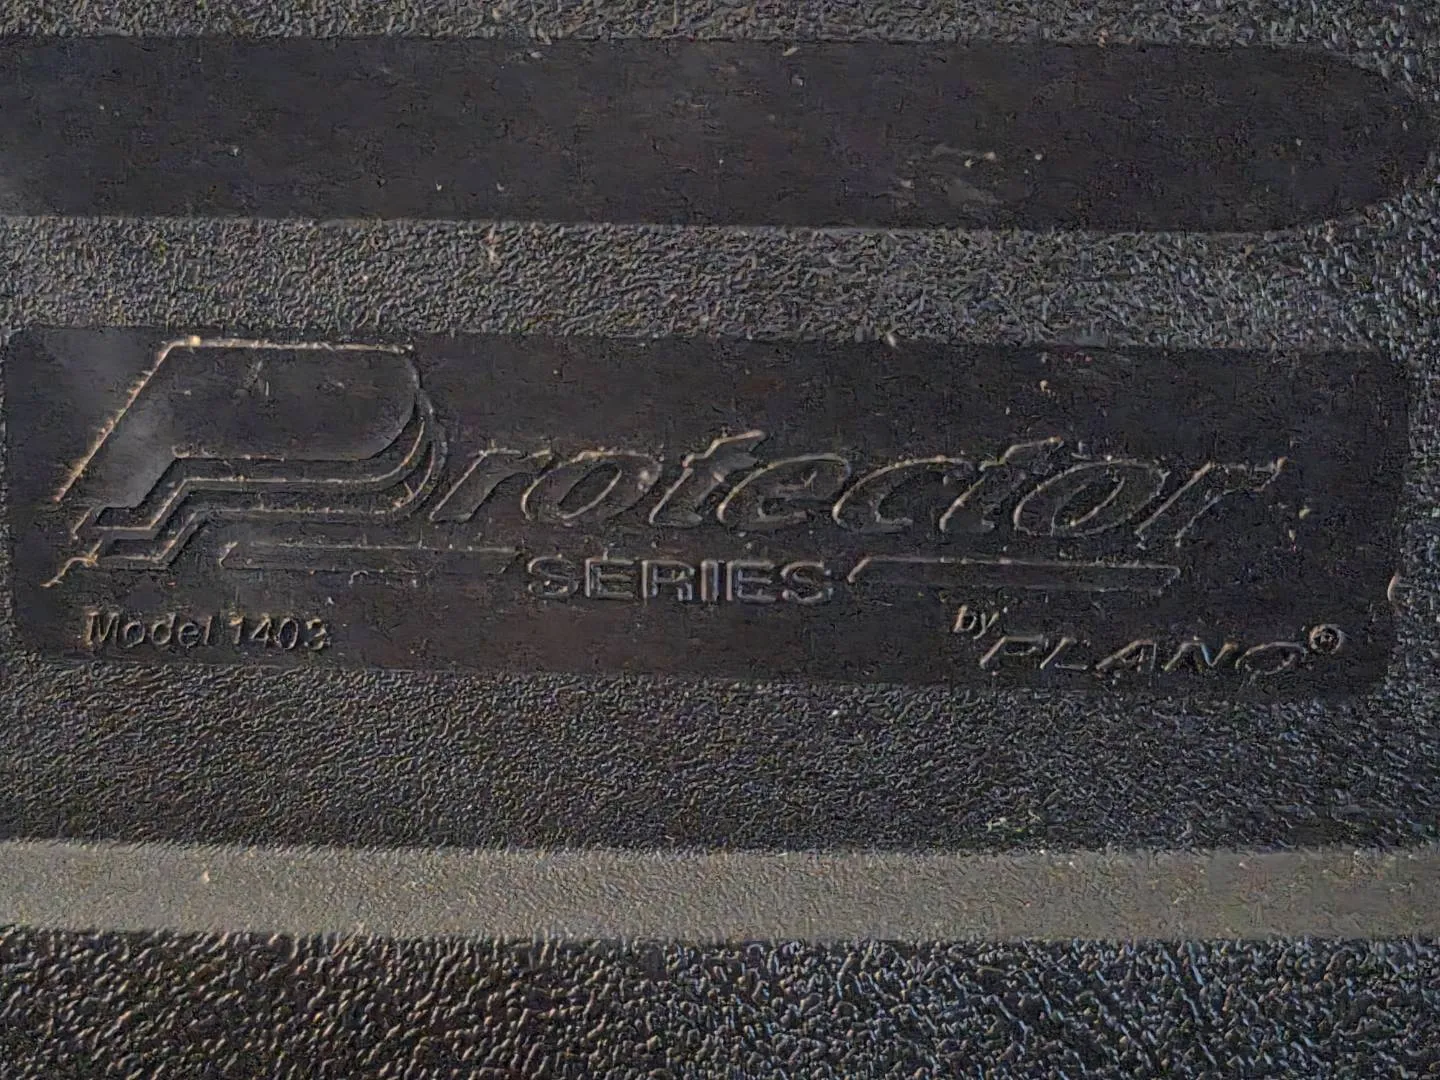 Protector
SERIES
Model 1403
by PLANO®